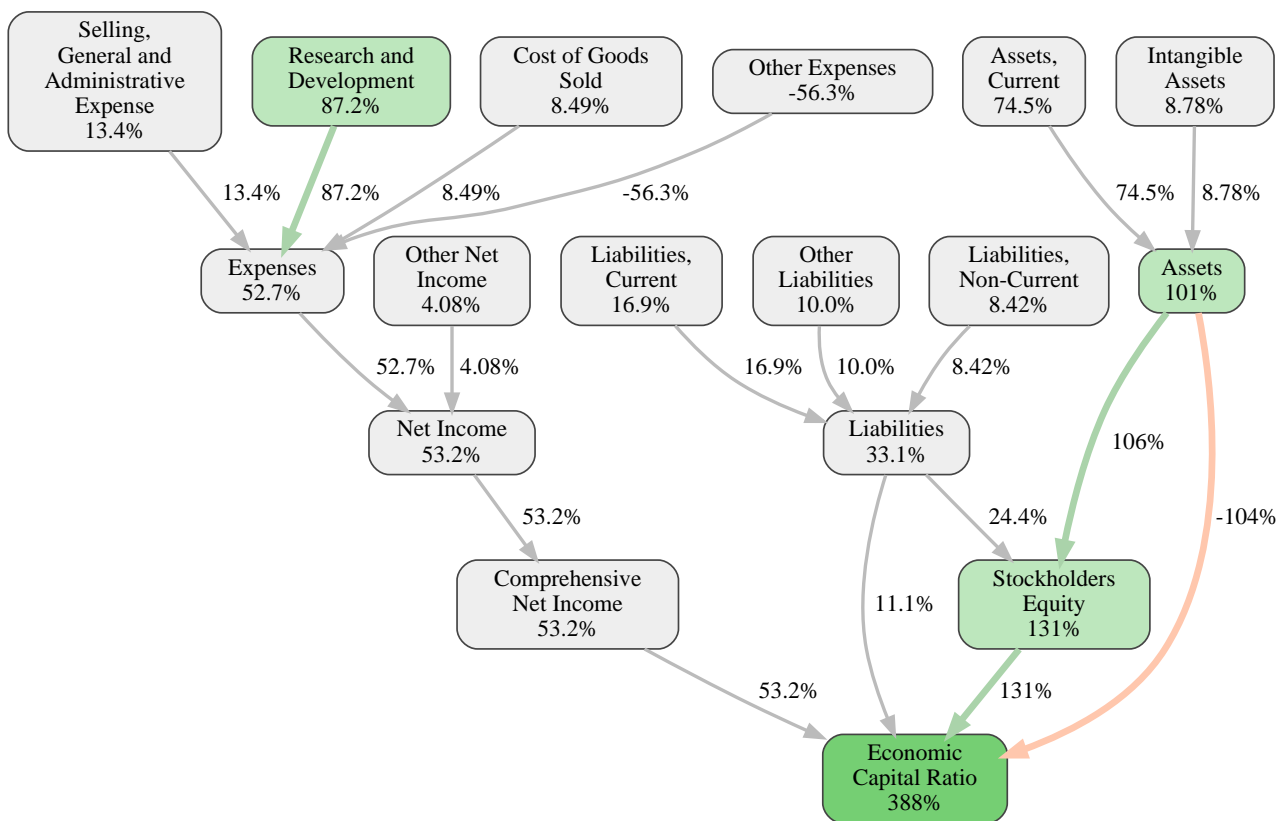 Selling,
General and
Administrative
Expense
13.4%
Research and
Development
87.2%
Cost of Goods
Sold
8.49%
Other Expenses
-56.3%
Assets,
Current
74.5%
Intangible
Assets
8.78%
13.4%
87.2%
8.49%
-56.3%
74.5%
8.78%
Expenses
52.7%
Other Net
Income
4.08%
Liabilities,
Current
16.9%
Other
Liabilities
10.0%
Liabilities,
Non-Current
8.42%
Assets
101%
52.7%
4.08%
16.9%
10.0%
8.42%
Net Income
53.2%
Liabilities
33.1%
106%
53.2%
24.4%
-104%
Comprehensive
Net Income
53.2%
11.1%
Stockholders
Equity
131%
53.2%
131%
Economic
Capital Ratio
388%